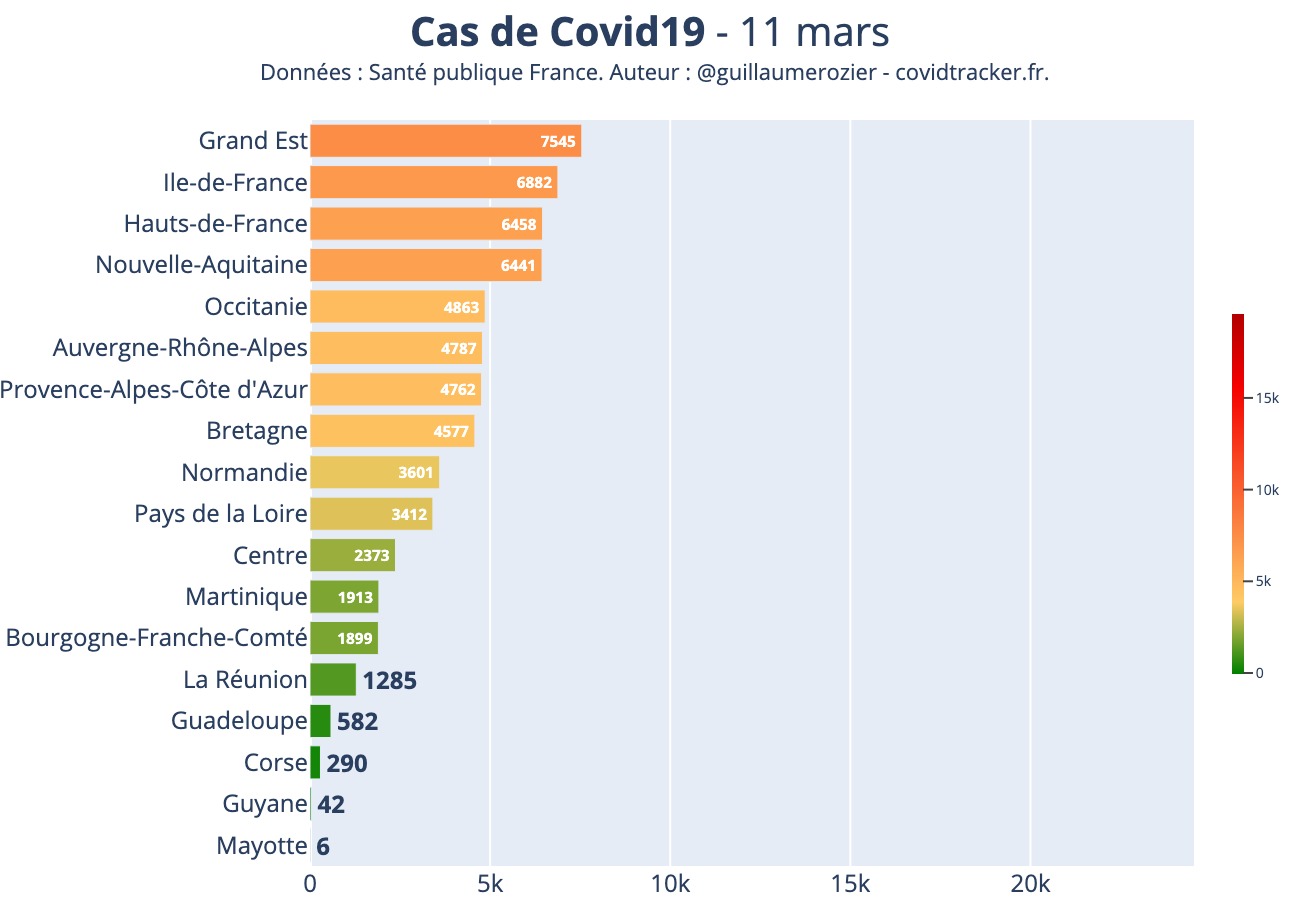 Cas de Covid19 - 11 mars
Données : Santé publique France. Auteur : @guillaumerozier - covidtracker.fr.
Grand Est 7545
Ile-de-France 6882
Hauts-de-France 6458
Nouvelle-Aquitaine 6441
Occitanie 4863
Auvergne-Rhône-Alpes 4787
Provence-Alpes-Côte d'Azur 4762
Bretagne 4577
Normandie 3601
Pays de la Loire 3412
Centre 2373
Martinique 1913
Bourgogne-Franche-Comté 1899
La Réunion 1285
Guadeloupe 582
Corse 290
Guyane 42
Mayotte 6
0 5k 10k 15k 20k
15k
10k
5k
0